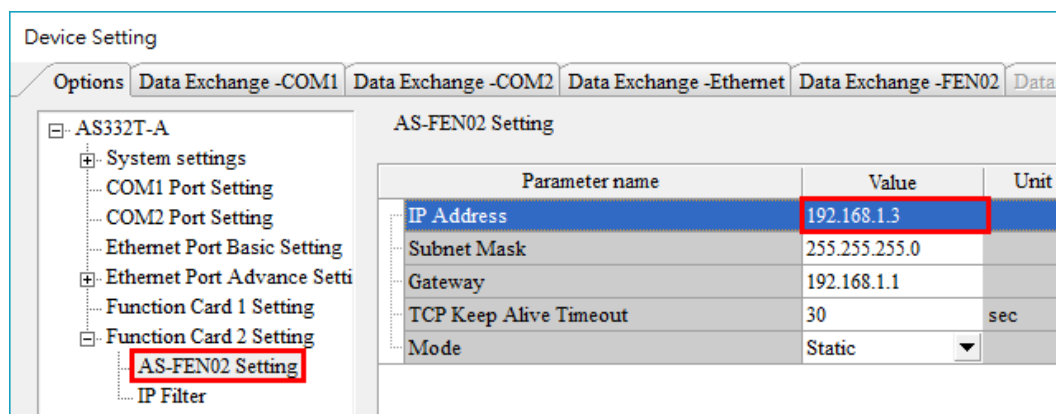 Device Setting
Options Data Exchange -COM1 Data Exchange -COM2 Data Exchange -Ethernet Data Exchange -FEN02 Data
AS332T-A
System settings
COM1 Port Setting
COM2 Port Setting
Ethernet Port Basic Setting
Ethernet Port Advance Setti
Function Card 1 Setting
Function Card 2 Setting
AS-FEN02 Setting
IP Filter
AS-FEN02 Setting
Parameter name Value Unit
IP Address 192.168.1.3
Subnet Mask 255.255.255.0
Gateway 192.168.1.1
TCP Keep Alive Timeout 30 sec
Mode Static